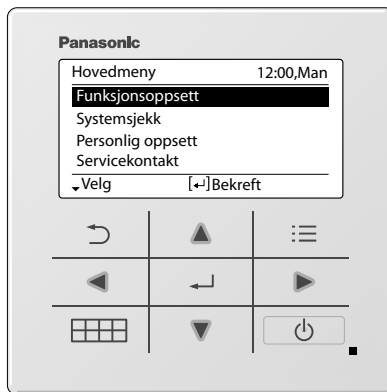 Panasonic
Hovedmeny 12:00,Man
Funksjonsoppsett
Systemsjekk
Personlig oppsett
Servicekontakt
Velg [↵]Bekreft